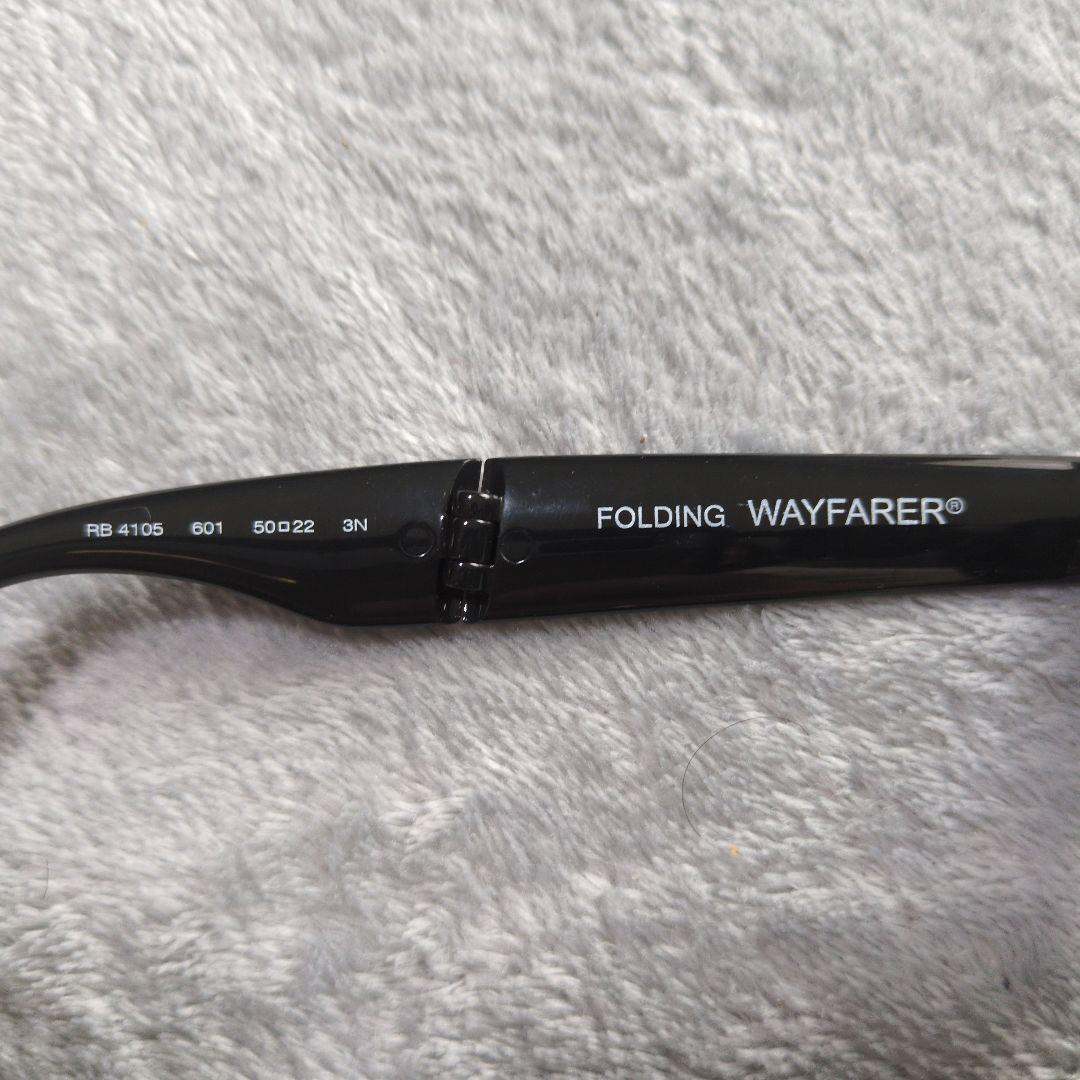 RB 4105 601 50□22 3N
FOLDING WAYFARER®